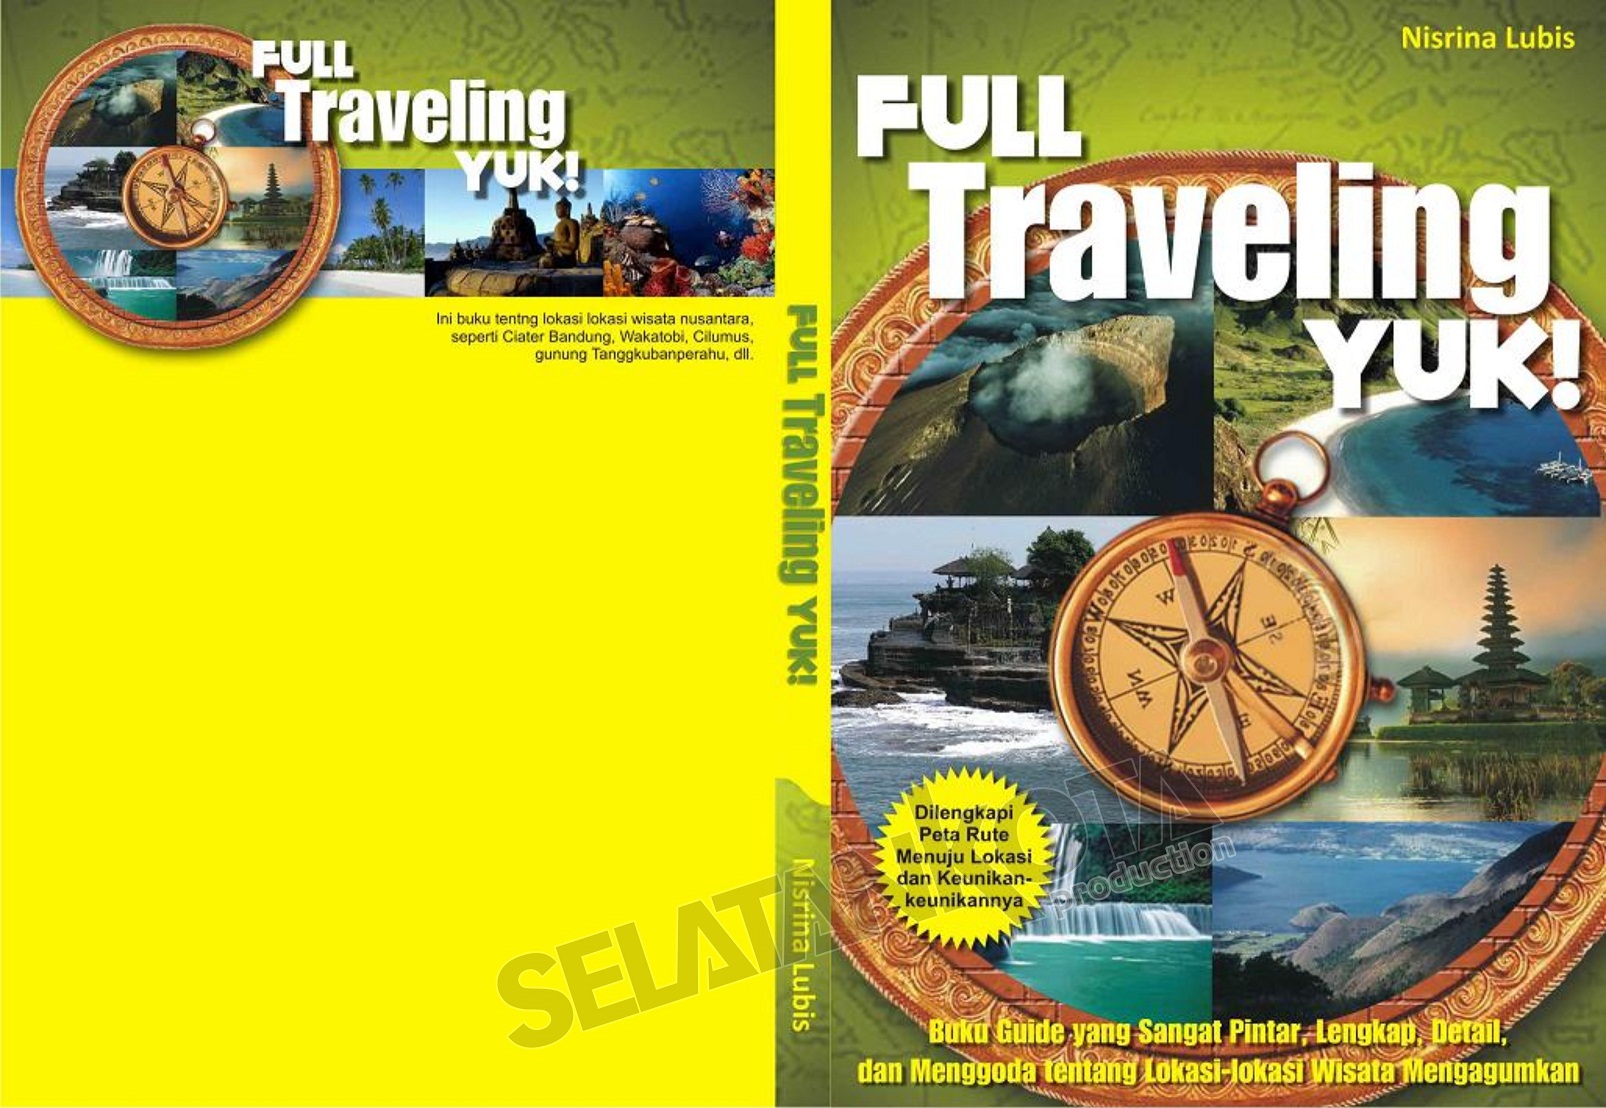 FULL
Traveling
YUK!
Ini buku tentng lokasi lokasi wisata nusantara,
seperti Ciater Bandung, Wakatobi, Cilumus,
gunung Tanggkubanperahu, dll.
FULL Traveling YUK!
Nisrina Lubis
Nisrina Lubis
FULL
Traveling
YUK!
Dilengkapi
Peta Rute
Menuju Lokasi
dan Keunikan-
keunikannya
SELATANKOTA
production
Buku Guide yang Sangat Pintar, Lengkap, Detail,
dan Menggoda tentang Lokasi-lokasi Wisata Mengagumkan